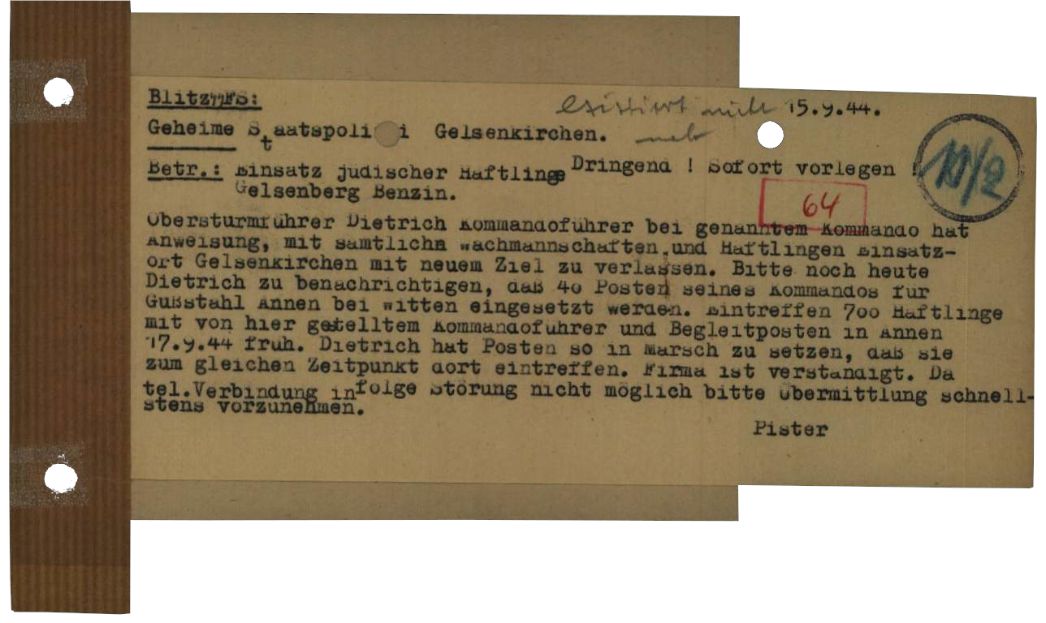 Blitz-FS:
existiert nicht mehr
15.9.44.
Geheime Staatspolizei Gelsenkirchen.
Betr.: Einsatz jüdischer Häftlinge Dringend ! Sofort vorlegen !
Gelsenberg Benzin.
64
Obersturmführer Dietrich Kommandoführer bei genanntem Kommando hat
Anweisung, mit sämtlichn Wachmannschaften und Häftlingen Einsatz-
ort Gelsenkirchen mit neuem Ziel zu verlassen. Bitte noch heute
Dietrich zu benachrichtigen, daß 40 Posten seines Kommandos für
Gußstahl Annen bei Witten eingesetzt werden. Eintreffen 700 Häftlinge
mit von hier gestelltem Kommandoführer und Begleitposten in Annen
17.9.44 früh. Dietrich hat Posten so in Marsch zu setzen, daß sie
zum gleichen Zeitpunkt dort eintreffen. Firma ist verständigt. Da
tel.Verbindung infolge Störung nicht möglich bitte Übermittlung schnell-
stens vorzunehmen.
Pister